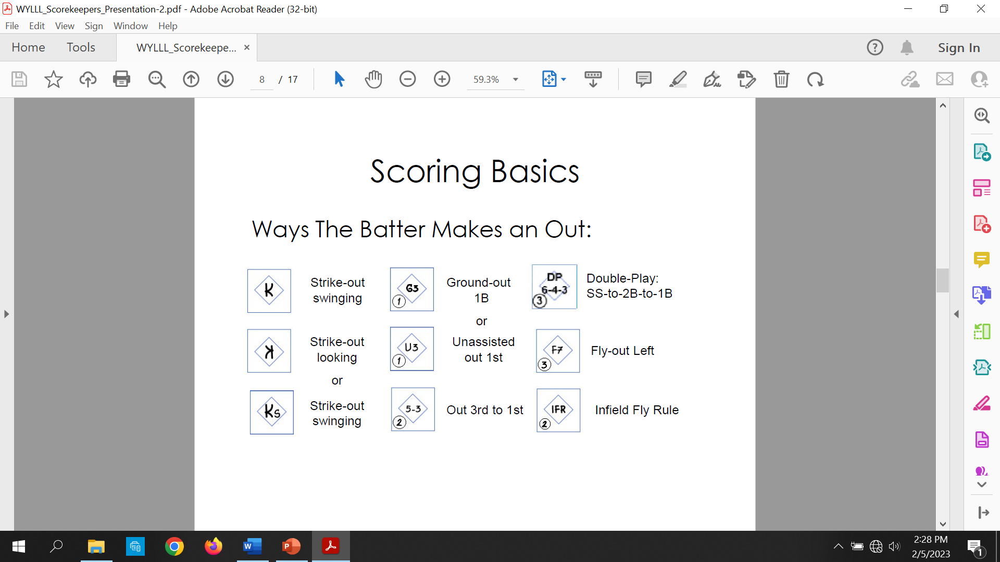 WYLLL_Scorekeepers_Presentation-2.pdf - Adobe Acrobat Reader (32-bit)
File Edit View Sign Window Help
Home Tools WYLLL_Scorekeepe... × Sign In
8 / 17 59.3%
Scoring Basics
Ways The Batter Makes an Out:
K
Strike-out
swinging
ꓘ
Strike-out
looking
or
Ks
Strike-out
swinging
G3
1
Ground-out
1B
or
U3
1
Unassisted
out 1st
5-3
2
Out 3rd to 1st
DP
6-4-3
3
Double-Play:
SS-to-2B-to-1B
F7
3
Fly-out Left
IFR
2
Infield Fly Rule
2:28 PM
2/5/2023
1